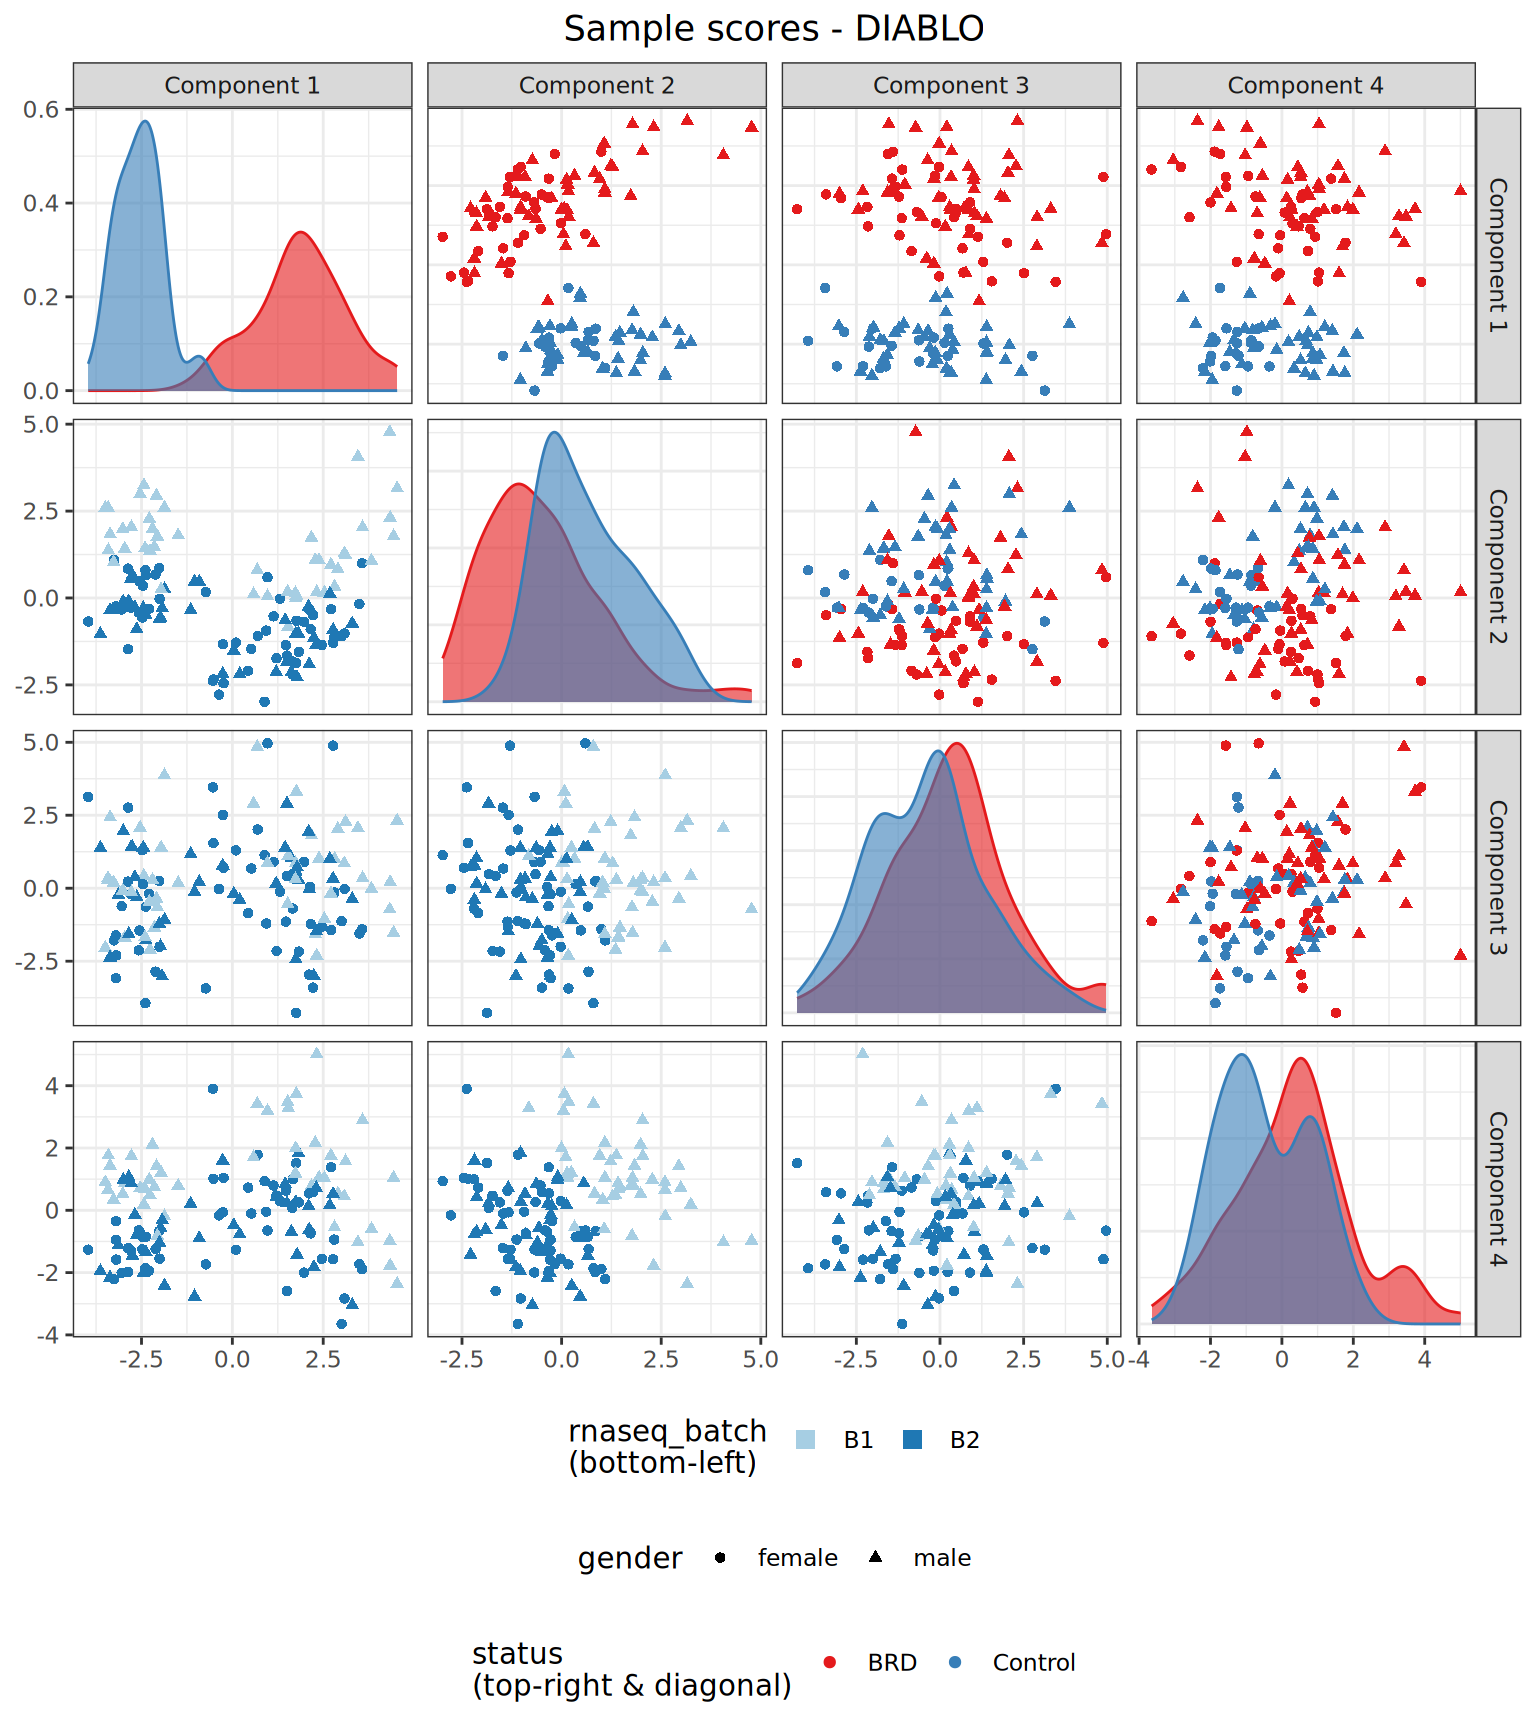 Sample scores - DIABLO
Component 1
Component 2
Component 3
Component 4
0.6
0.4
0.2
0.0
Component 1
5.0
2.5
0.0
-2.5
Component 2
5.0
2.5
0.0
-2.5
Component 3
4
2
0
-2
-4
Component 4
-2.5 0.0 2.5
-2.5 0.0 2.5 5.0
-2.5 0.0 2.5 5.0
-4 -2 0 2 4
rnaseq_batch
(bottom-left)
B1
B2
gender
female
male
status
(top-right & diagonal)
BRD
Control